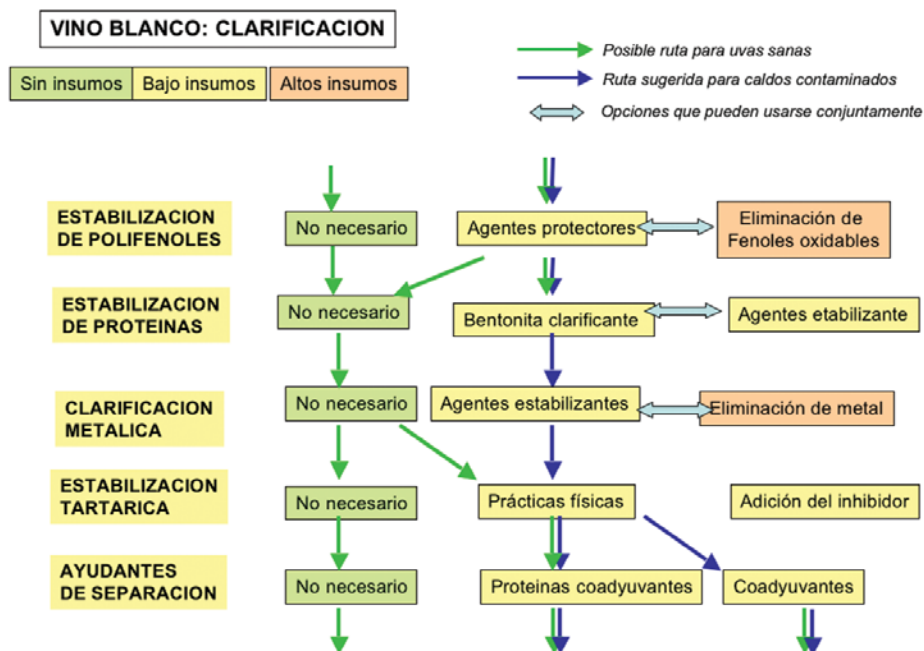 VINO BLANCO: CLARIFICACION
Sin insumos
Bajo insumos
Altos insumos
Posible ruta para uvas sanas
Ruta sugerida para caldos contaminados
Opciones que pueden usarse conjuntamente
ESTABILIZACION
DE POLIFENOLES
No necesario
Agentes protectores
Eliminación de
Fenoles oxidables
ESTABILIZACION
DE PROTEINAS
No necesario
Bentonita clarificante
Agentes etabilizante
CLARIFICACION
METALICA
No necesario
Agentes estabilizantes
Eliminación de metal
ESTABILIZACION
TARTARICA
No necesario
Prácticas físicas
Adición del inhibidor
AYUDANTES
DE SEPARACION
No necesario
Proteinas coadyuvantes
Coadyuvantes